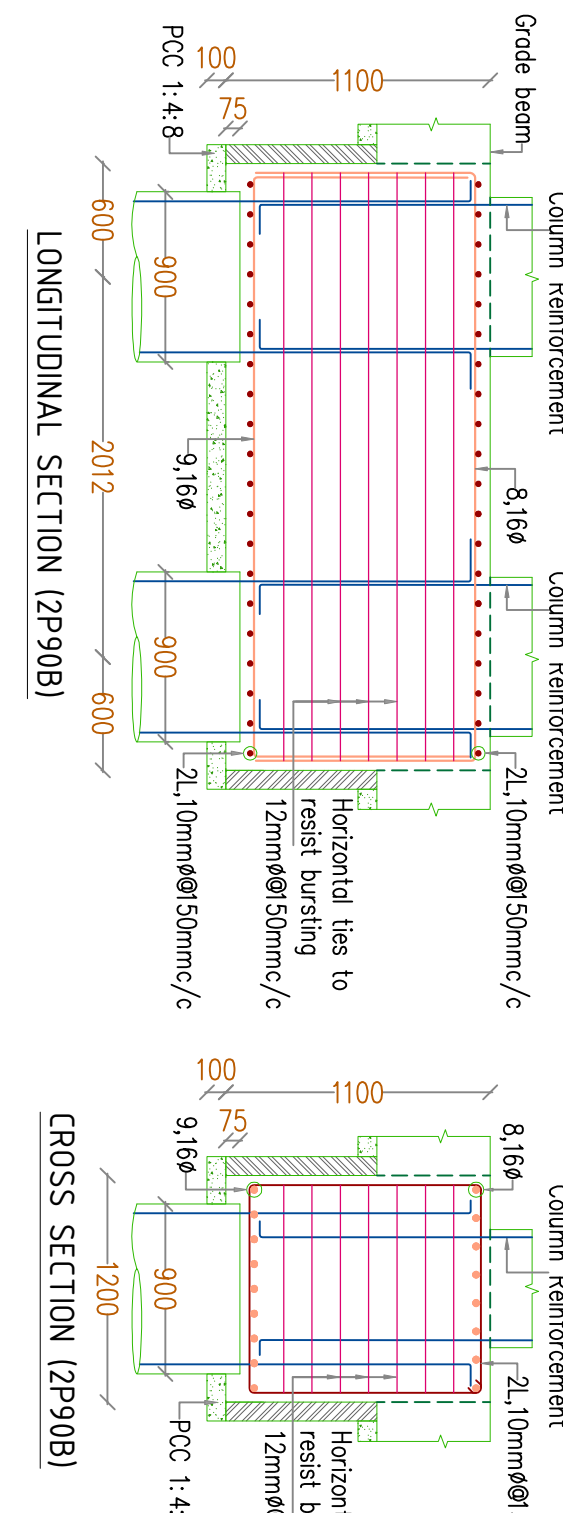 Grade beam
Column Reinforcement
Column Reinforcement
100
1100
75
PCC 1:4:8
8,16ø
9,16ø
2L,10mmø@150mmc/c
Horizontal ties to
resist bursting
12mmø@150mmc/c
2L,10mmø@150mmc/c
600
900
2012
900
600
LONGITUDINAL SECTION (2P90B)
Column Reinforcement
100
1100
75
8,16ø
9,16ø
2L,10mmø@1
Horizont
resist b
12mmø@
PCC 1:4:
900
1200
CROSS SECTION (2P90B)